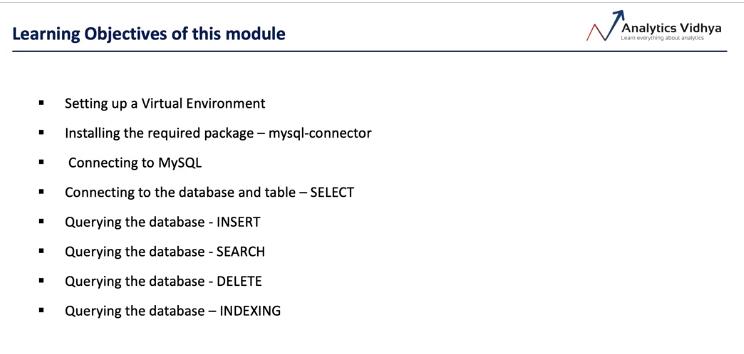 Learning Objectives of this module
Analytics Vidhya
Learn everything about analytics
▪ Setting up a Virtual Environment
▪ Installing the required package – mysql-connector
▪ Connecting to MySQL
▪ Connecting to the database and table – SELECT
▪ Querying the database - INSERT
▪ Querying the database - SEARCH
▪ Querying the database - DELETE
▪ Querying the database – INDEXING